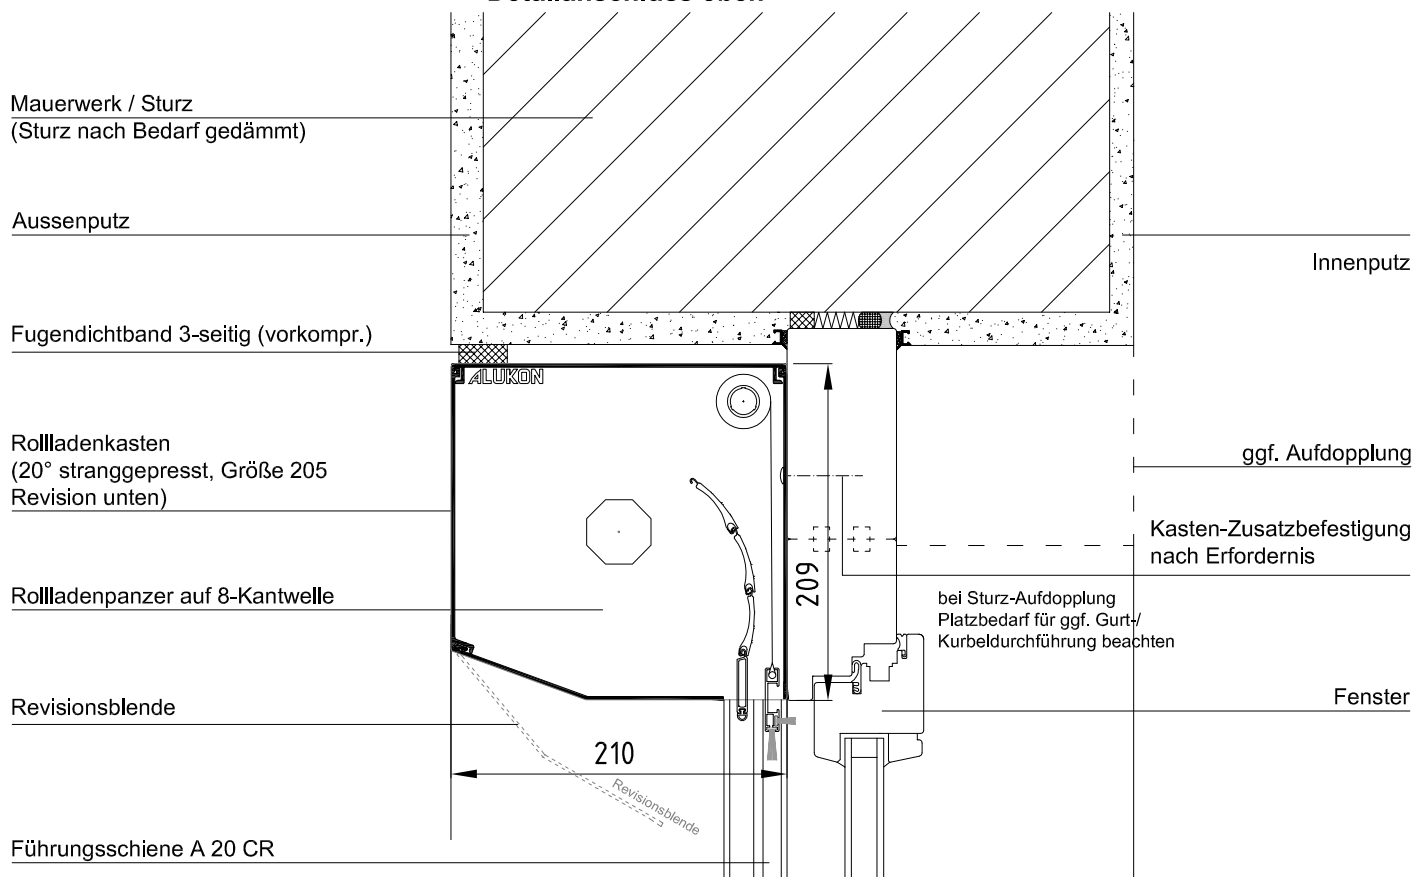 Detailanschluss oben
Mauerwerk / Sturz
(Sturz nach Bedarf gedämmt)
Aussenputz
Innenputz
Fugendichtband 3-seitig (vorkompr.)
ALUKON
Rollladenkasten
(20° stranggepresst, Größe 205
Revision unten)
ggf. Aufdopplung
Kasten-Zusatzbefestigung
nach Erfordernis
209
Rollladenpanzer auf 8-Kantwelle
bei Sturz-Aufdopplung
Platzbedarf für ggf. Gurt-/
Kurbeldurchführung beachten
Revisionsblende
Fenster
210
Revisionsblende
Führungsschiene A 20 CR